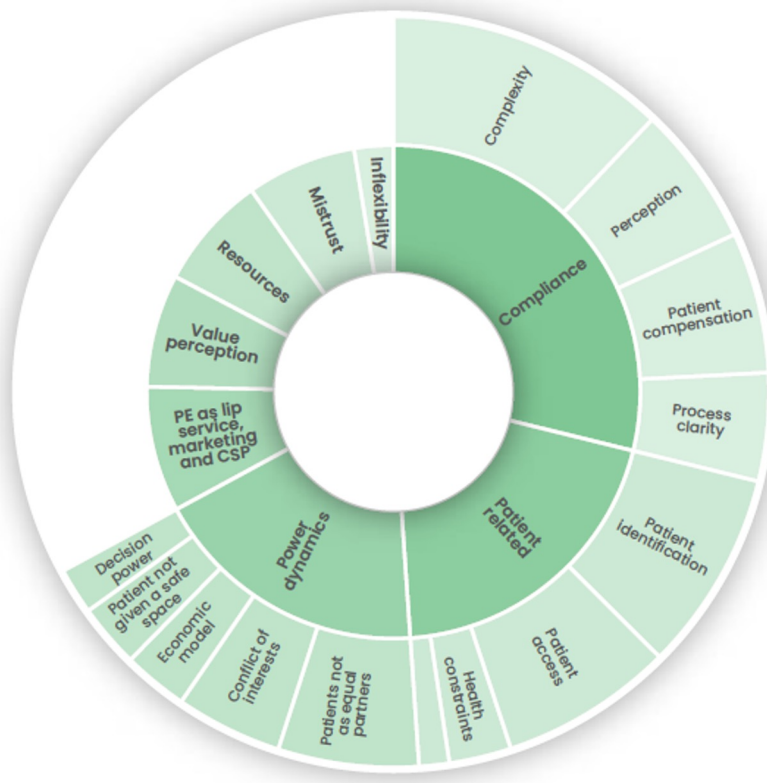 Complexity
Perception
Patient
compensation
Process
clarity
Patient
identification
Patient
access
Health
constraints
Patients not
as equal
partners
Conflict of
interests
Economic
model
Patient not
given a safe
space
Decision
power
Compliance
Patient
related
Power
dynamics
PE as lip
service,
marketing
and CSP
Value
perception
Resources
Mistrust
Inflexibility